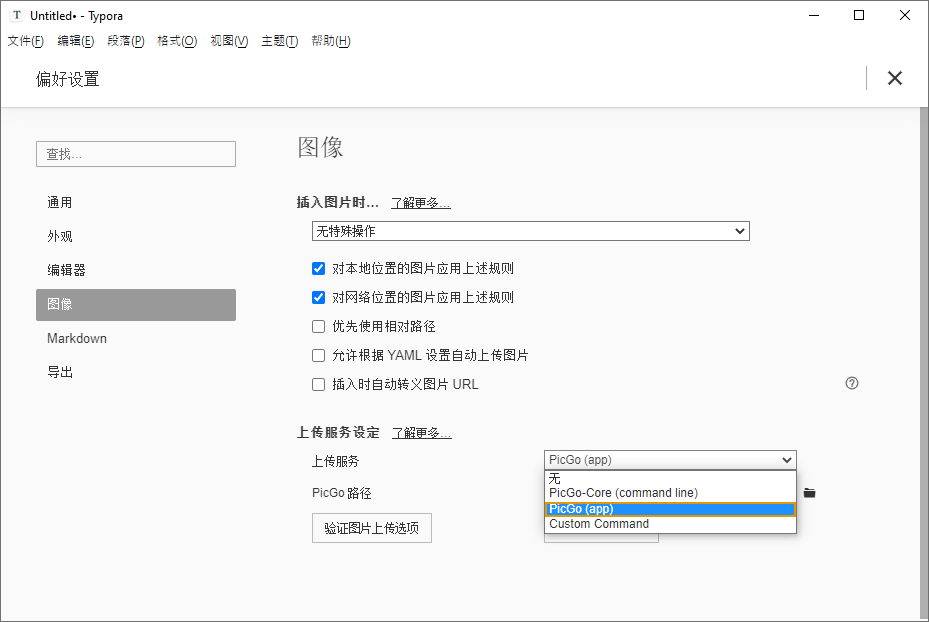 T Untitled• - Typora
文件(F) 编辑(E) 段落(P) 格式(O) 视图(V) 主题(T) 帮助(H)
偏好设置
查找...
通用
外观
编辑器
图像
Markdown
导出
图像
插入图片时... 了解更多...
无特殊操作
对本地位置的图片应用上述规则
对网络位置的图片应用上述规则
优先使用相对路径
允许根据 YAML 设置自动上传图片
插入时自动转义图片 URL
?
上传服务设定 了解更多...
上传服务 PicGo (app)
无
PicGo-Core (command line)
PicGo (app)
Custom Command
PicGo 路径
验证图片上传选项